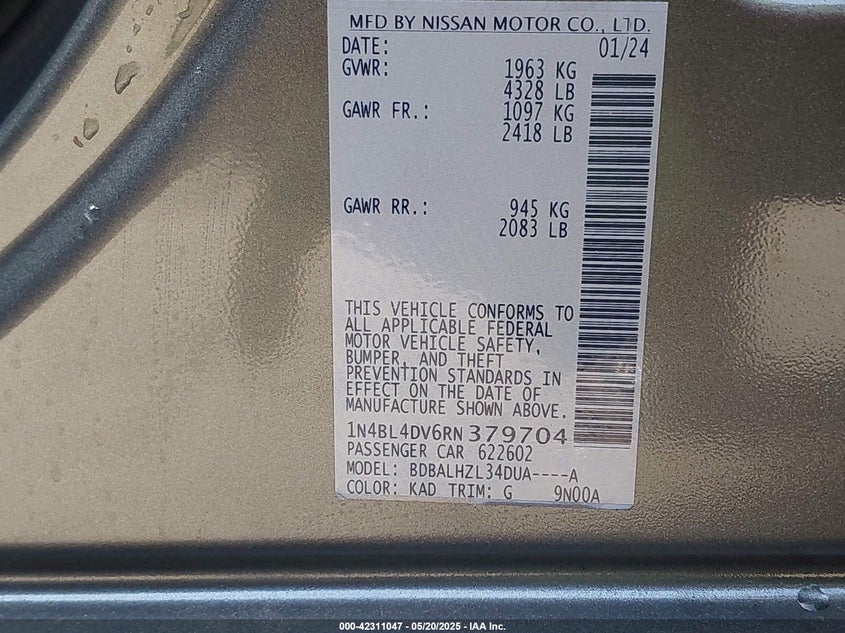 MFD BY NISSAN MOTOR CO., LTD.
DATE: 01/24
GVWR: 1963 KG
4328 LB
GAWR FR.: 1097 KG
2418 LB
GAWR RR.: 945 KG
2083 LB
THIS VEHICLE CONFORMS TO
ALL APPLICABLE FEDERAL
MOTOR VEHICLE SAFETY,
BUMPER, AND THEFT
PREVENTION STANDARDS IN
EFFECT ON THE DATE OF
MANUFACTURE SHOWN ABOVE.
1N4BL4DV6RN379704
PASSENGER CAR 622602
MODEL: BDBALHZL34DUA----A
COLOR: KAD TRIM: G 9N00A
000-42311047 - 05/20/2025 - IAA Inc.